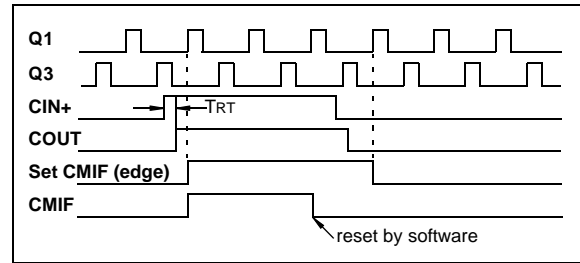 Q1
Q3
CIN+
TRT
COUT
Set CMIF (edge)
CMIF
reset by software